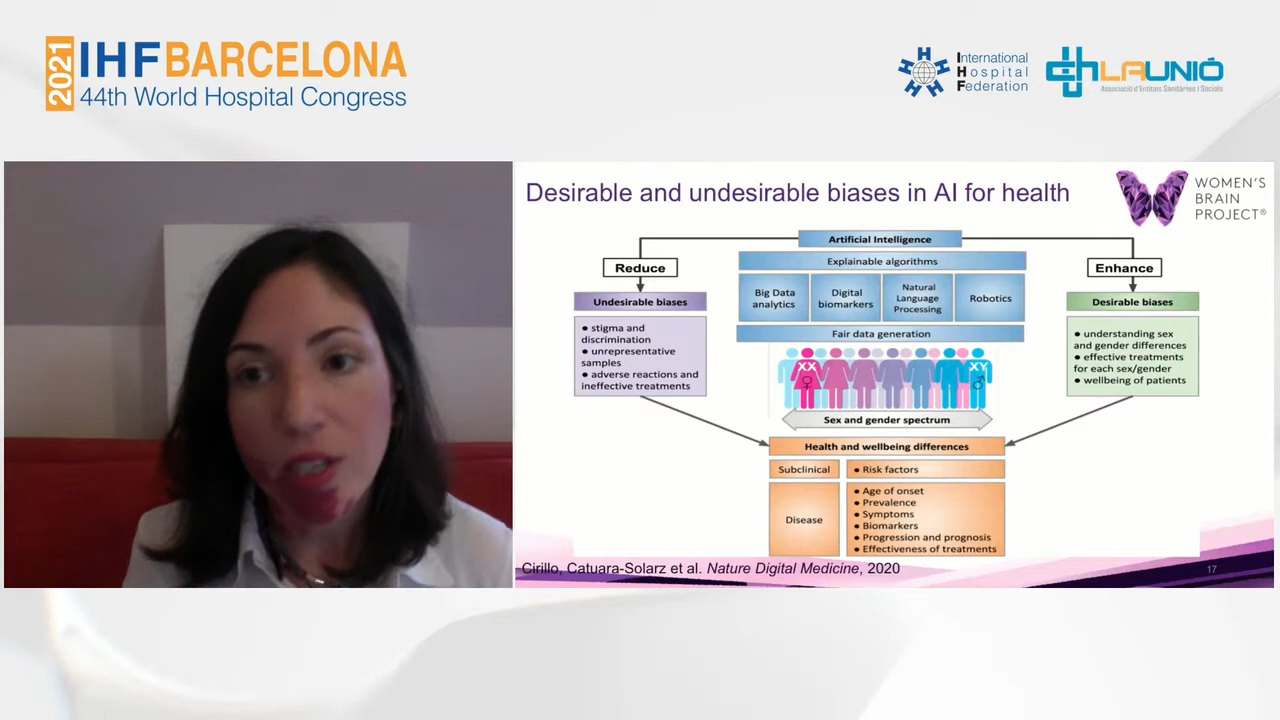 2021
IHF BARCELONA
44th World Hospital Congress
International
Hospital
Federation
LAUNIÓ
Associació d'Entitats Sanitàries i Socials
Desirable and undesirable biases in AI for health
WOMEN'S
BRAIN
PROJECT®
Artificial Intelligence
Reduce
Explainable algorithms
Enhance
Undesirable biases
Big Data
analytics
Digital
biomarkers
Natural
Language
Processing
Robotics
Desirable biases
● stigma and
discrimination
● unrepresentative
samples
● adverse reactions and
ineffective treatments
Fair data generation
● understanding sex
and gender differences
● effective treatments
for each sex/gender
● wellbeing of patients
XX
XY
Sex and gender spectrum
Health and wellbeing differences
Subclinical
● Risk factors
Disease
● Age of onset
● Prevalence
● Symptoms
● Biomarkers
● Progression and prognosis
● Effectiveness of treatments
Cirillo, Catuara-Solarz et al. Nature Digital Medicine, 2020
17